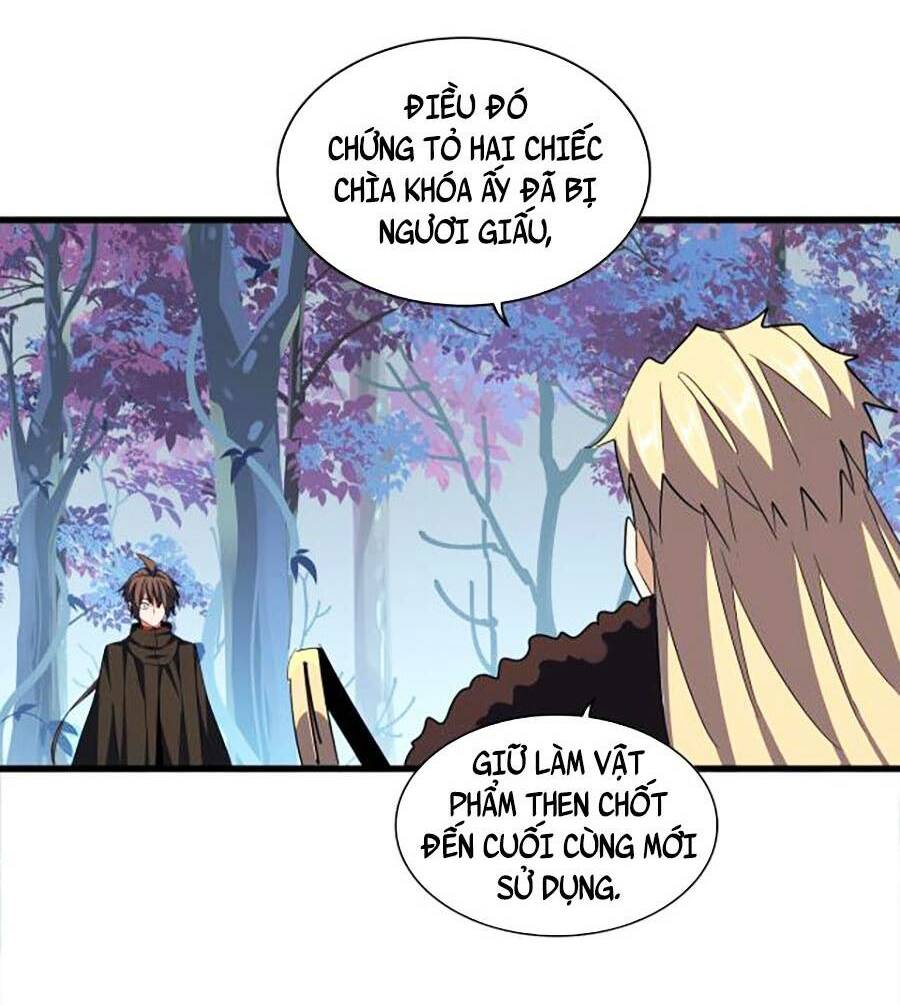 ĐIỀU ĐÓ
CHỨNG TỎ HAI CHIẾC
CHÌA KHÓA ẤY ĐÃ BỊ
NGƯƠI GIẤU,
GIỮ LÀM VẬT
PHẨM THEN CHỐT
ĐẾN CUỐI CÙNG MỚI
SỬ DỤNG.